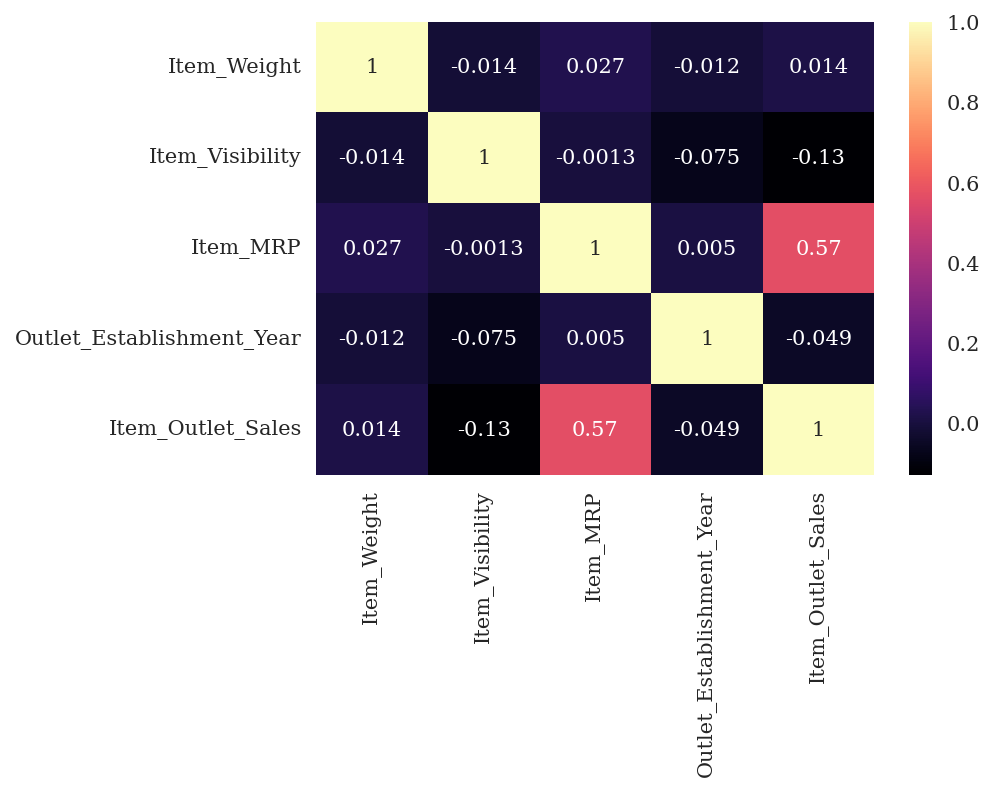 Item_Weight 1 -0.014 0.027 -0.012 0.014
Item_Visibility -0.014 1 -0.0013 -0.075 -0.13
Item_MRP 0.027 -0.0013 1 0.005 0.57
Outlet_Establishment_Year -0.012 -0.075 0.005 1 -0.049
Item_Outlet_Sales 0.014 -0.13 0.57 -0.049 1
Item_Weight
Item_Visibility
Item_MRP
Outlet_Establishment_Year
Item_Outlet_Sales
1.0
0.8
0.6
0.4
0.2
0.0